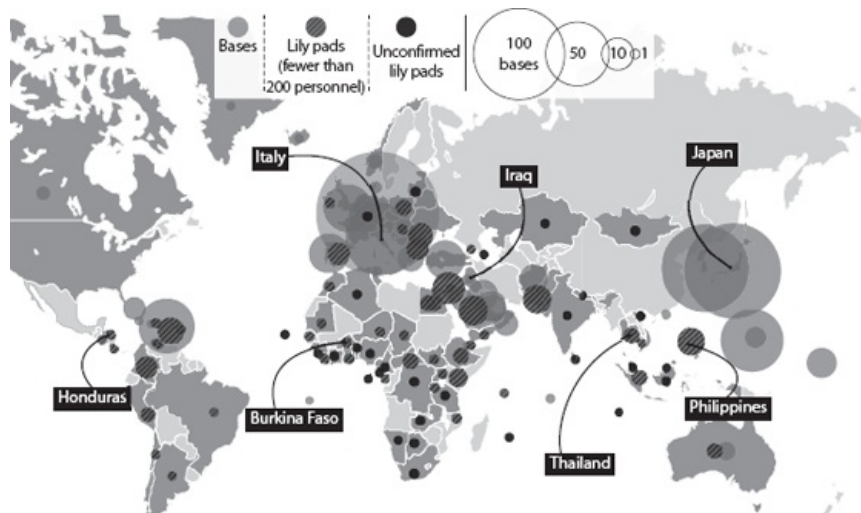 Bases
Lily pads
(fewer than
200 personnel)
Unconfirmed
lily pads
100
bases
50
10
1
Italy
Iraq
Japan
Honduras
Burkina Faso
Thailand
Philippines